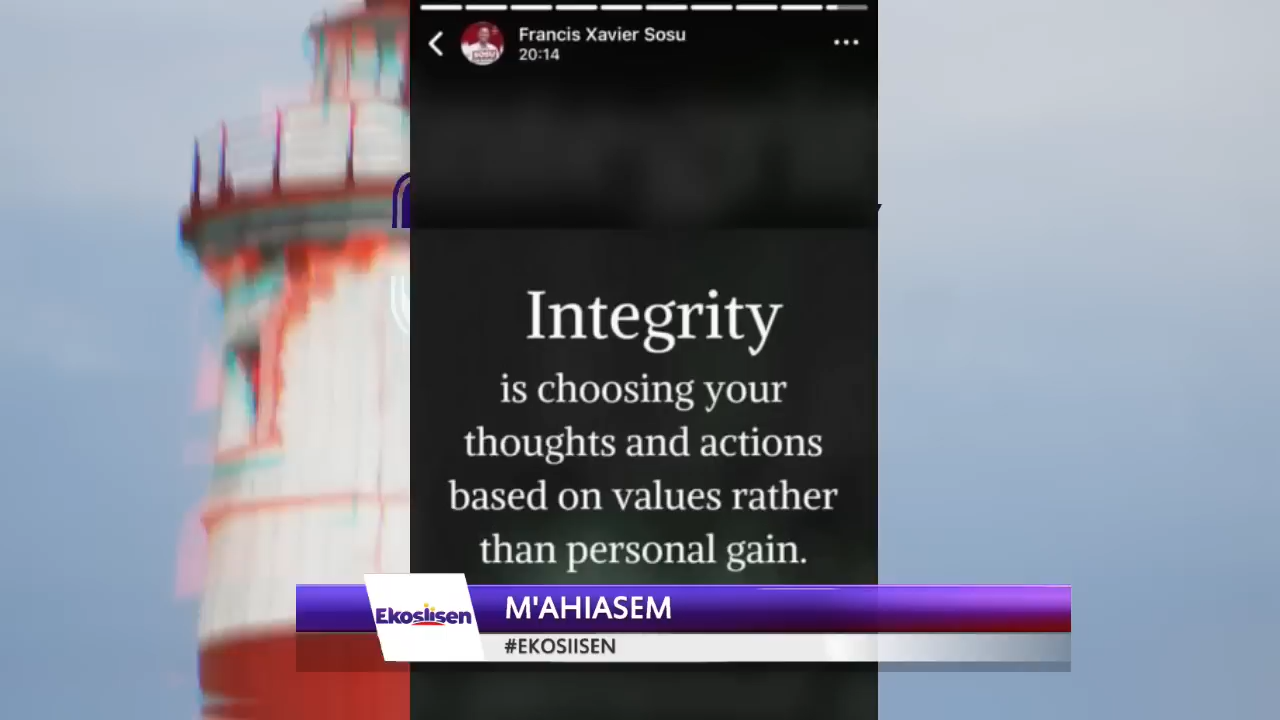 Francis Xavier Sosu
20:14
Integrity
is choosing your
thoughts and actions
based on values rather
than personal gain.
Ekosiisen
M'AHIASEM
#EKOSIISEN